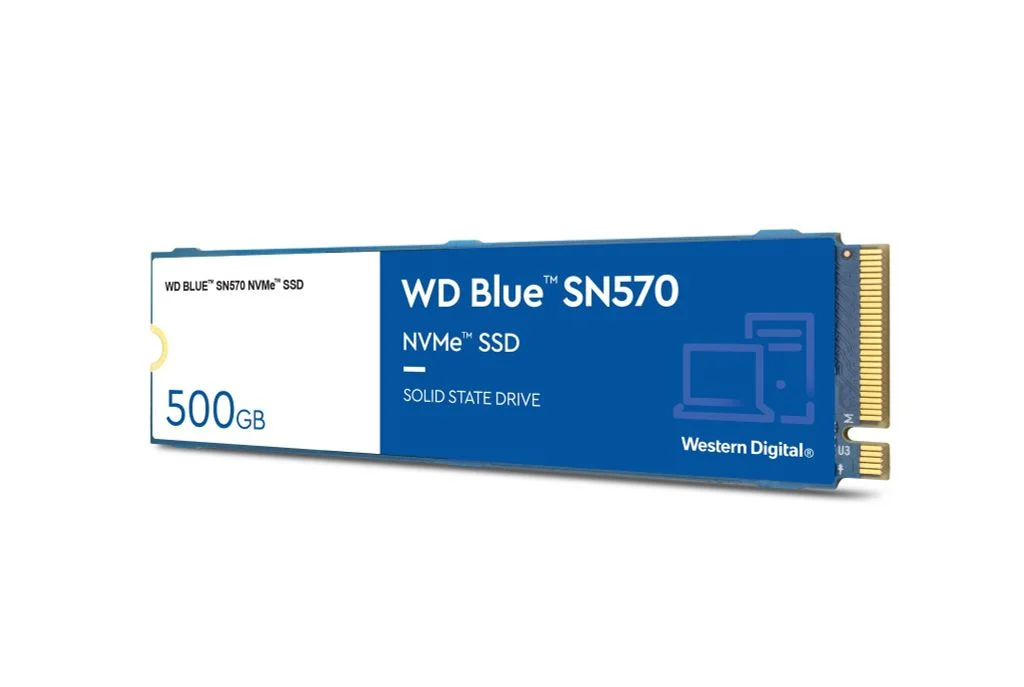 WD BLUE™ SN570 NVMe™ SSD
500GB
WD Blue™ SN570
NVMe™ SSD
SOLID STATE DRIVE
Western Digital®
M
U3